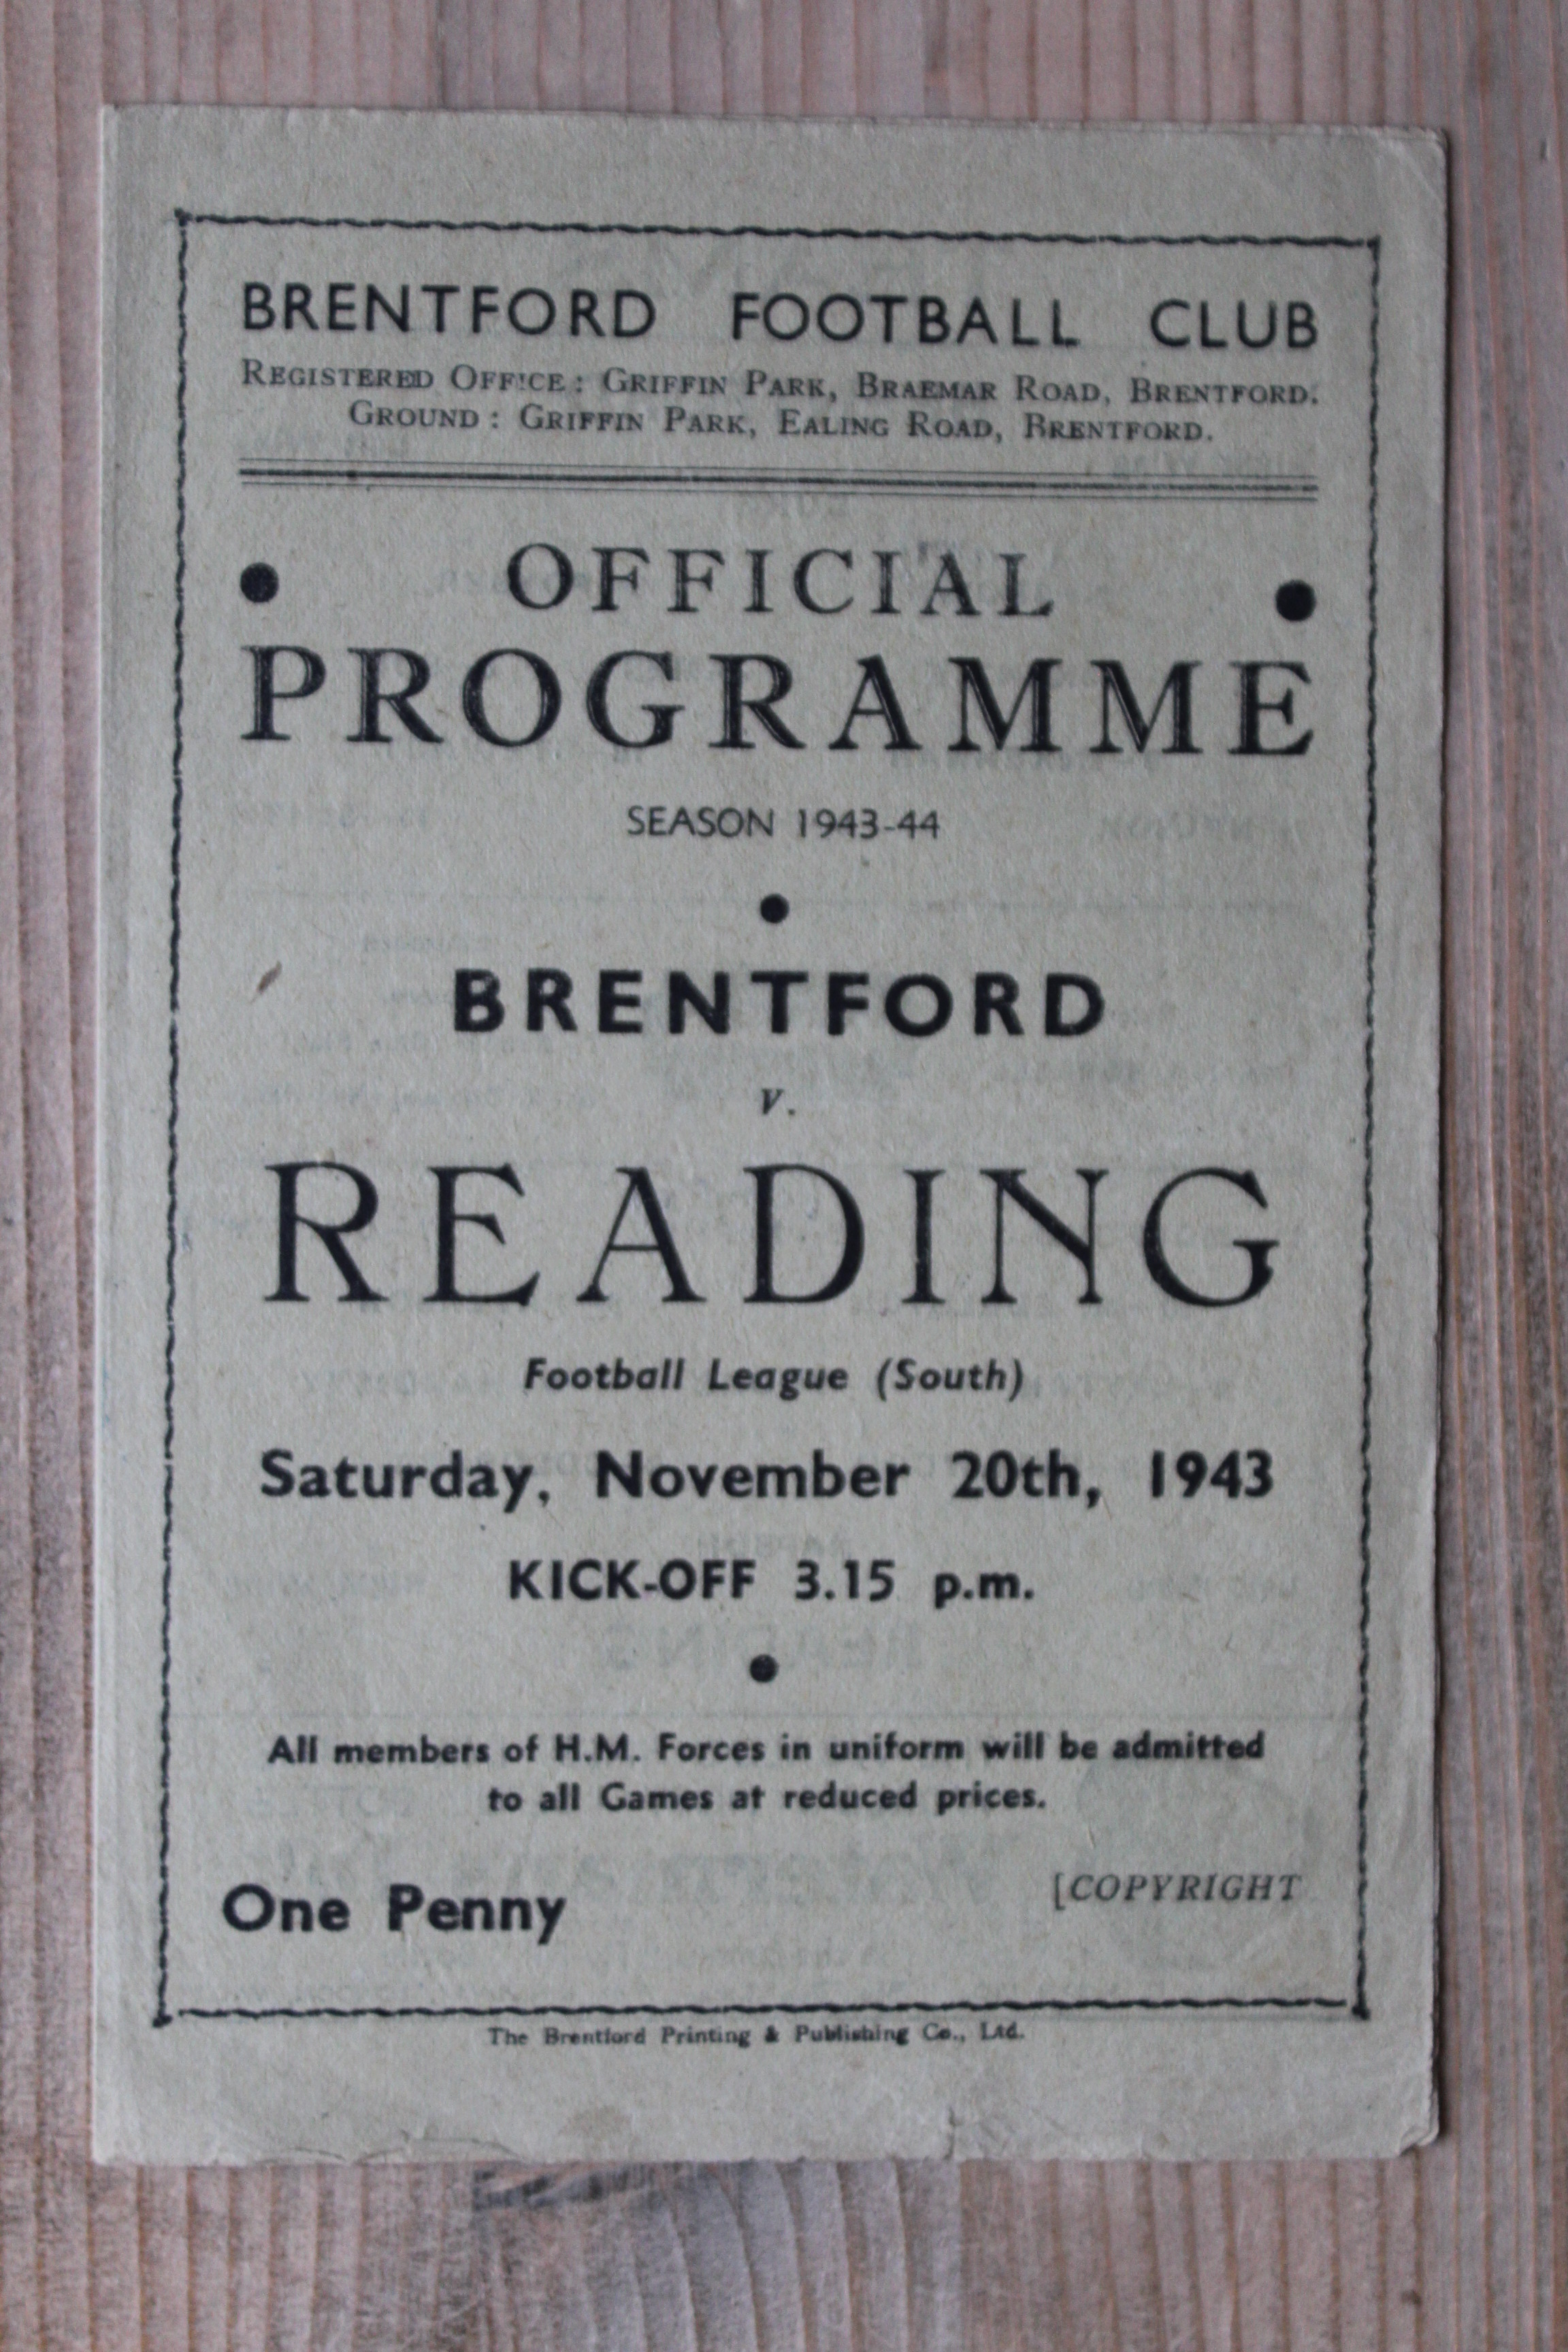 BRENTFORD FOOTBALL CLUB
REGISTERED OFFICE : GRIFFIN PARK, BRAEMAR ROAD, BRENTFORD.
GROUND : GRIFFIN PARK, EALING ROAD, BRENTFORD.
• OFFICIAL •
PROGRAMME
SEASON 1943-44
•
BRENTFORD
v.
READING
Football League (South)
Saturday, November 20th, 1943
KICK-OFF 3.15 p.m.
•
All members of H.M. Forces in uniform will be admitted
to all Games at reduced prices.
One Penny [COPYRIGHT
The Brentford Printing & Publishing Co., Ltd.